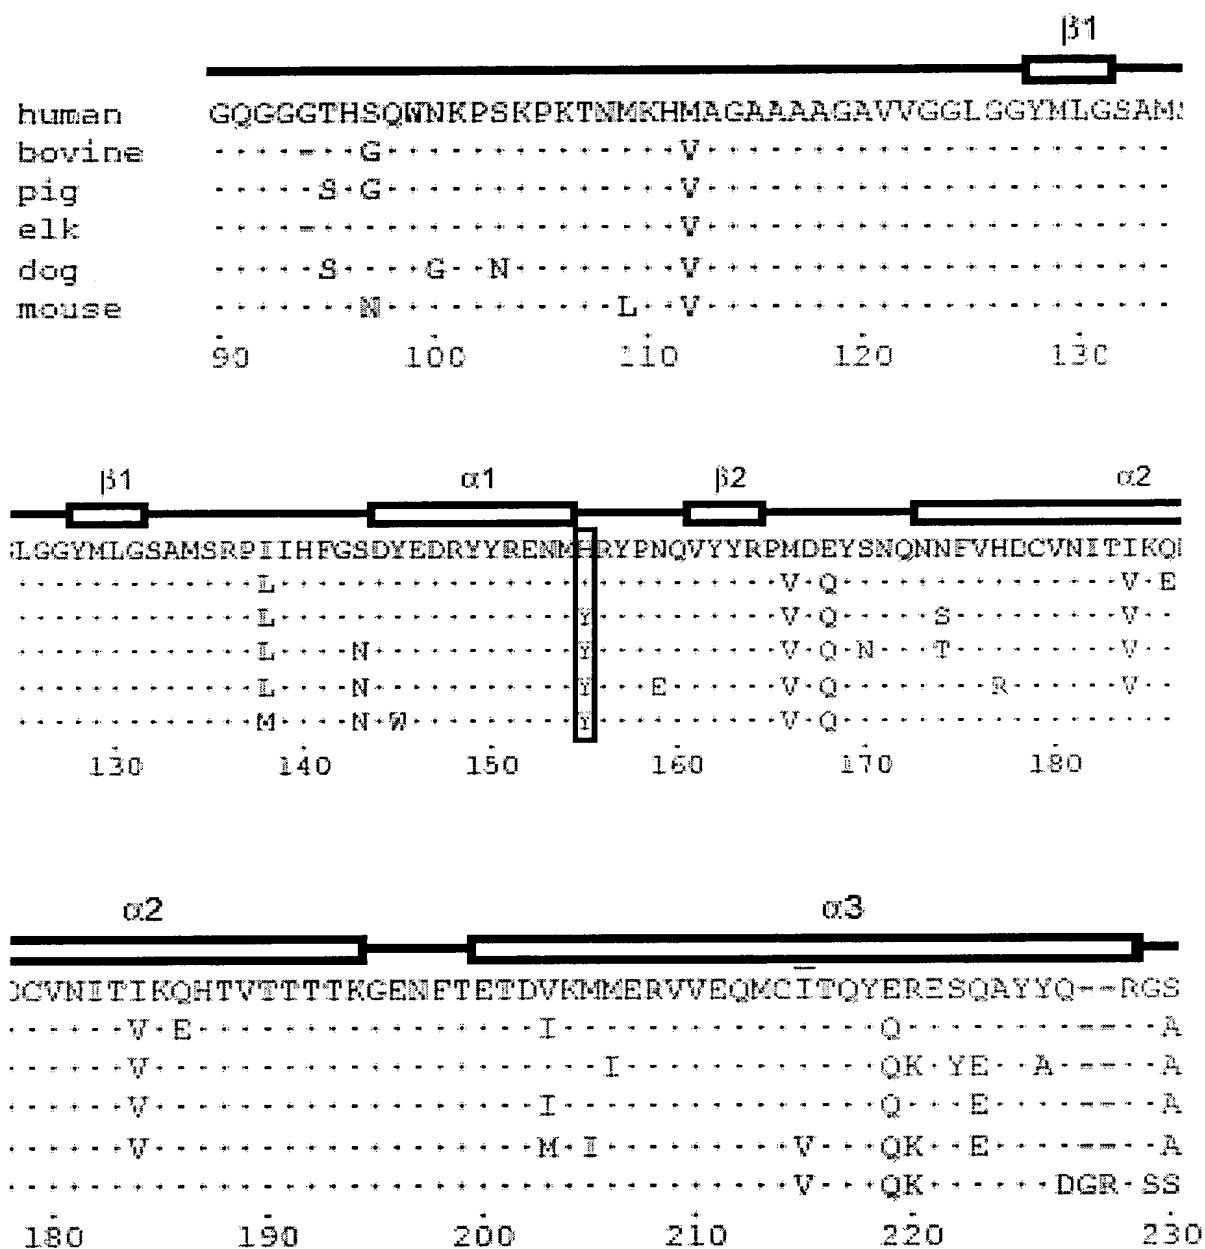 β1
human GQGGGTHSQWNKPSKPKTNMKHMAGAAAAGAVVGGLGGYMLGSAMS
bovine ····-··G··············V······················
pig ·····S·G··············V······················
elk ····-·················V······················
dog ·····S····G··N········V······················
mouse ·······N···········L··V······················
90 100 110 120 130
β1 α1 β2 α2
LGGYMLGSAMSRPIIHFGSDYEDRYYRENMHRYPNQVYYRPMDEYSNQNNFVHDCVNITIKQ
·············L···························V·Q···············V·E
·············L················Y··········V·Q·····S·········V··
·············L····N···········Y··········V·Q·N···T·········V··
·············L····N···········Y···E······V·Q········R······V··
·············M····N·W·········Y··········V·Q··················
130 140 150 160 170 180
α2 α3
DCVNITIKQHTVTTTTKGENFTETDVKMMERVVEQMCITQYERESQAYYQ--RGS
······V·E················I···············Q········--··A
······V·····················I············QK·YE··A·--··A
······V··················I···············Q···E····--··A
······V··················M·I·········V···QK··E····--··A
·····································V···QK······DGR·SS
180 190 200 210 220 230